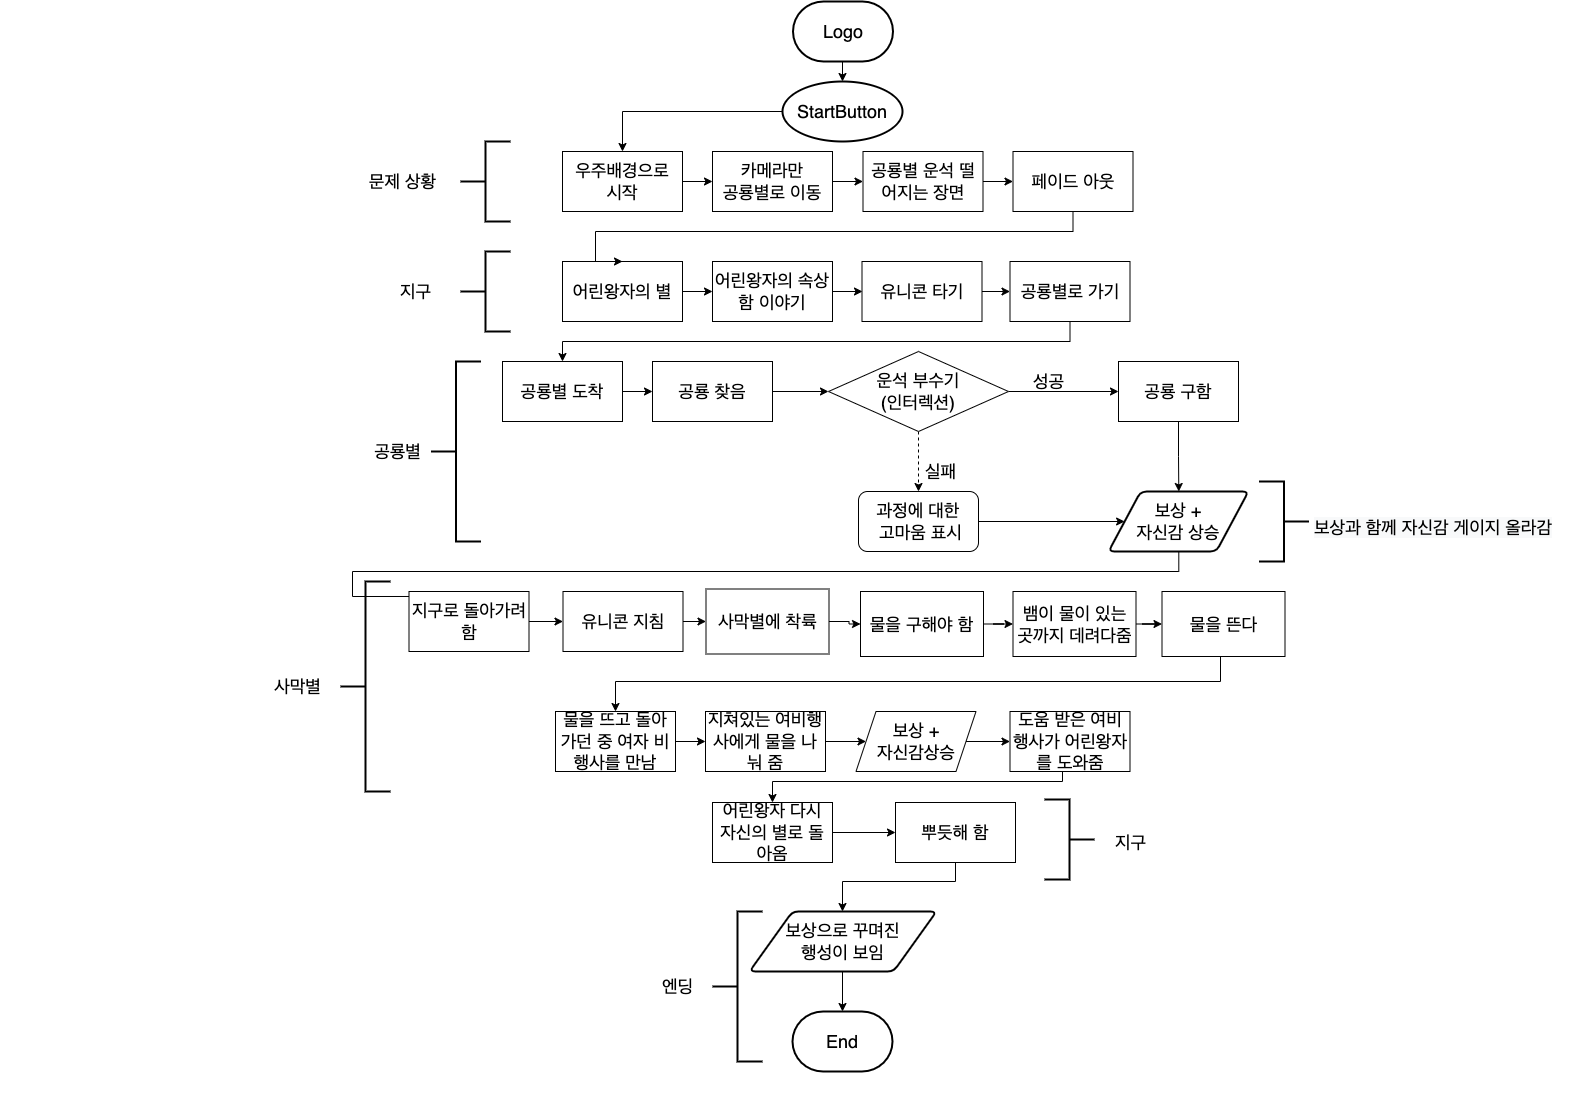 Logo
StartButton
문제 상황
우주배경으로
시작
카메라만
공룡별로 이동
공룡별 운석 떨
어지는 장면
페이드 아웃
지구
어린왕자의 별
어린왕자의 속상
함 이야기
유니콘 타기
공룡별로 가기
공룡별
공룡별 도착
공룡 찾음
운석 부수기
(인터렉션)
성공
공룡 구함
실패
과정에 대한
고마움 표시
보상 +
자신감 상승
보상과 함께 자신감 게이지 올라감
사막별
지구로 돌아가려
함
유니콘 지침
사막별에 착륙
물을 구해야 함
뱀이 물이 있는
곳까지 데려다줌
물을 뜬다
물을 뜨고 돌아
가던 중 여자 비
행사를 만남
지쳐있는 여비행
사에게 물을 나
눠 줌
보상 +
자신감상승
도움 받은 여비
행사가 어린왕자
를 도와줌
어린왕자 다시
자신의 별로 돌
아옴
뿌듯해 함
지구
엔딩
보상으로 꾸며진
행성이 보임
End